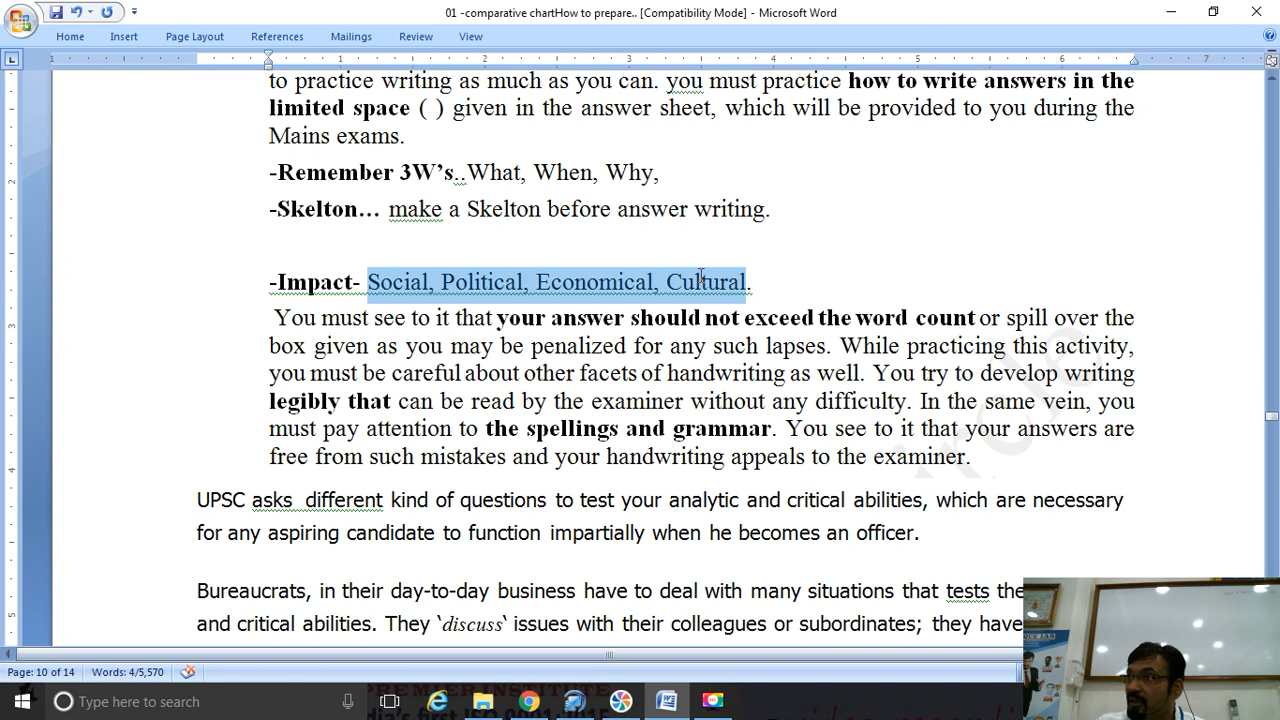 01 -comparative chartHow to prepare.. [Compatibility Mode] - Microsoft Word
Home Insert Page Layout References Mailings Review View
1 1 2 3 4 5 6 7
to practice writing as much as you can. you must practice how to write answers in the
limited space ( ) given in the answer sheet, which will be provided to you during the
Mains exams.
-Remember 3W’s..What, When, Why,
-Skelton… make a Skelton before answer writing.
-Impact- Social, Political, Economical, Cultural.
You must see to it that your answer should not exceed the word count or spill over the
box given as you may be penalized for any such lapses. While practicing this activity,
you must be careful about other facets of handwriting as well. You try to develop writing
legibly that can be read by the examiner without any difficulty. In the same vein, you
must pay attention to the spellings and grammar. You see to it that your answers are
free from such mistakes and your handwriting appeals to the examiner.
UPSC asks different kind of questions to test your analytic and critical abilities, which are necessary
for any aspiring candidate to function impartially when he becomes an officer.
Bureaucrats, in their day-to-day business have to deal with many situations that tests the
and critical abilities. They ‘discuss‘ issues with their colleagues or subordinates; they have
Page: 10 of 14 Words: 4/5,570
Type here to search
PREMIER INSTITUTE